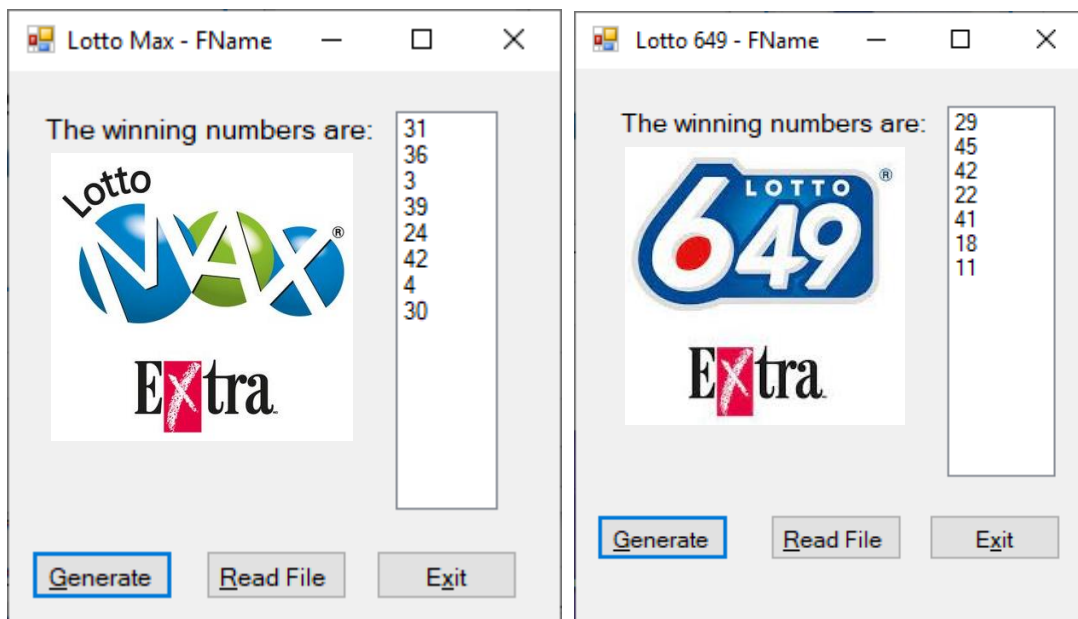 Lotto Max - FName
The winning numbers are:
31
36
3
39
24
42
4
30
Lotto
MAX®
Extra™
Generate
Read File
Exit
Lotto 649 - FName
The winning numbers are:
29
45
42
22
41
18
11
LOTTO ®
649
Extra™
Generate
Read File
Exit